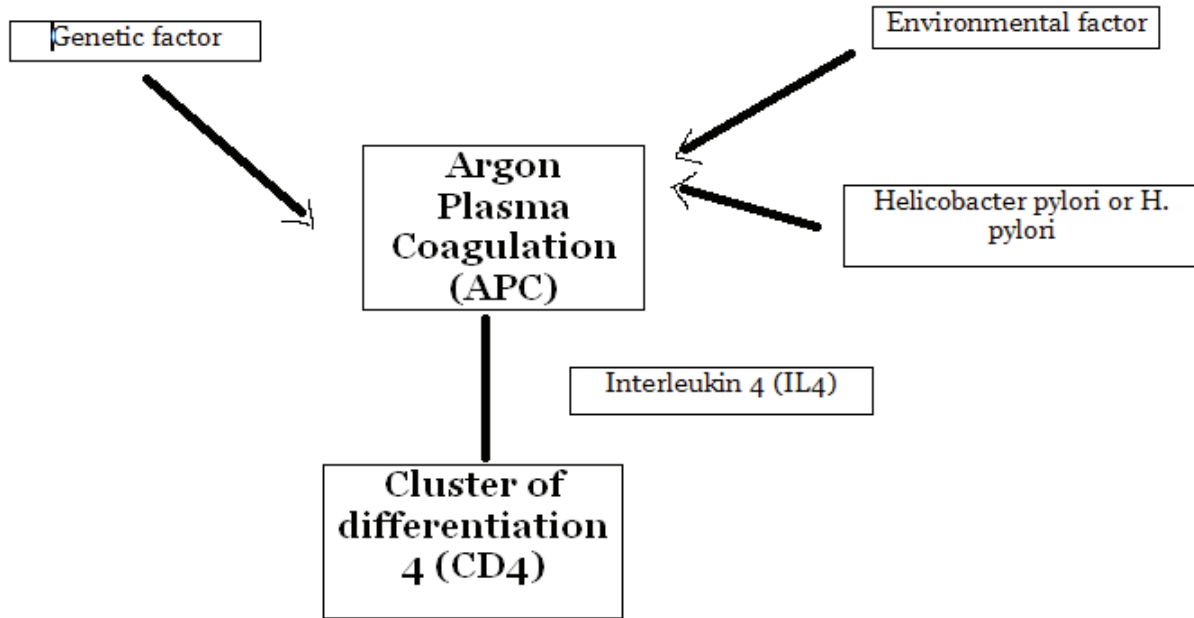 Genetic factor
Environmental factor
Argon
Plasma
Coagulation
(APC)
Helicobacter pylori or H.
pylori
Interleukin 4 (IL4)
Cluster of
differentiation
4 (CD4)